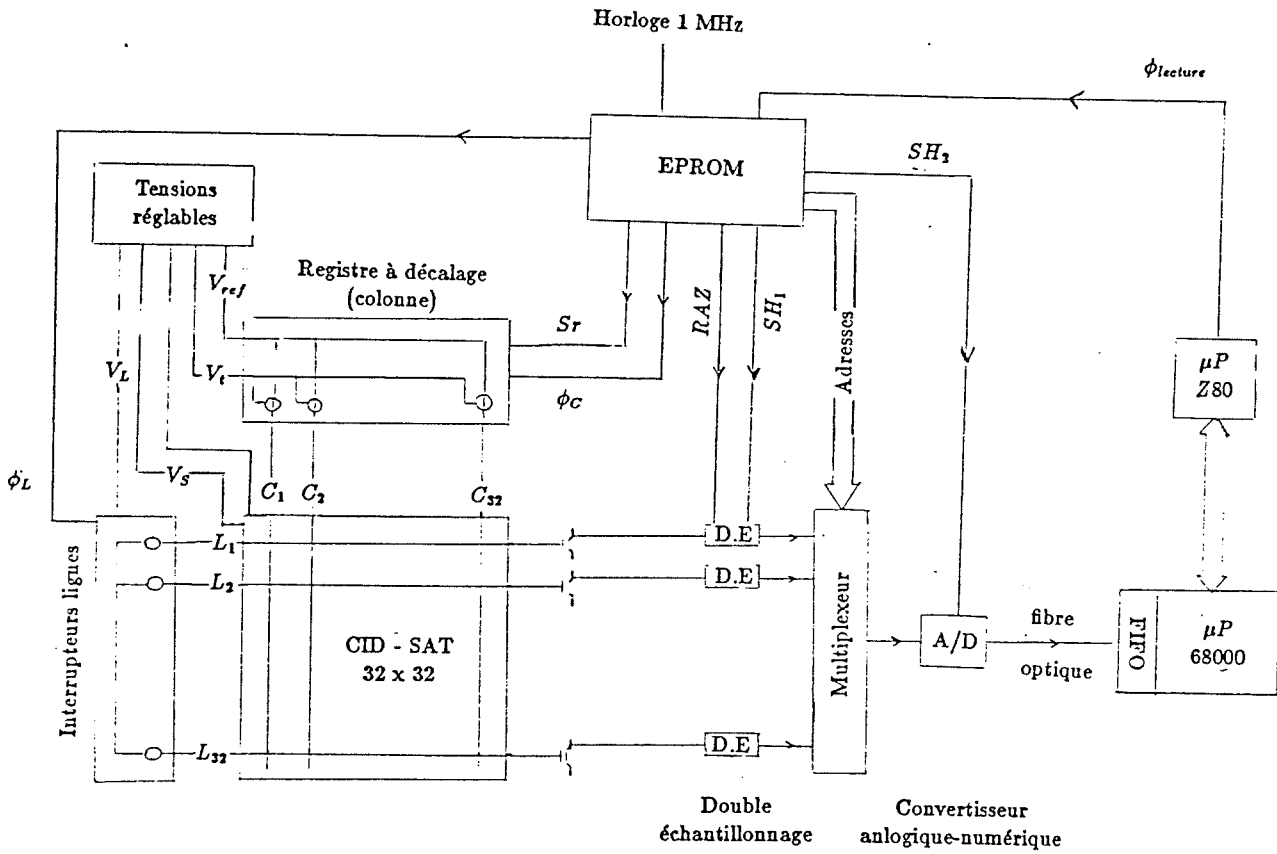 Horloge 1 MHz
ϕlecture
EPROM
SH₂
Tensions
réglables
Vref
Registre à décalage
(colonne)
Sr
RAZ
SH₁
Adresses
VL
Vt
ϕC
µP
Z80
ϕL
VS
C₁
C₂
C₃₂
Interrupteurs lignes
L₁
D.E
L₂
D.E
CID - SAT
32 x 32
Multiplexeur
A/D
fibre
optique
FIFO
µP
68000
L₃₂
D.E
Double
échantillonnage
Convertisseur
anlogique-numérique